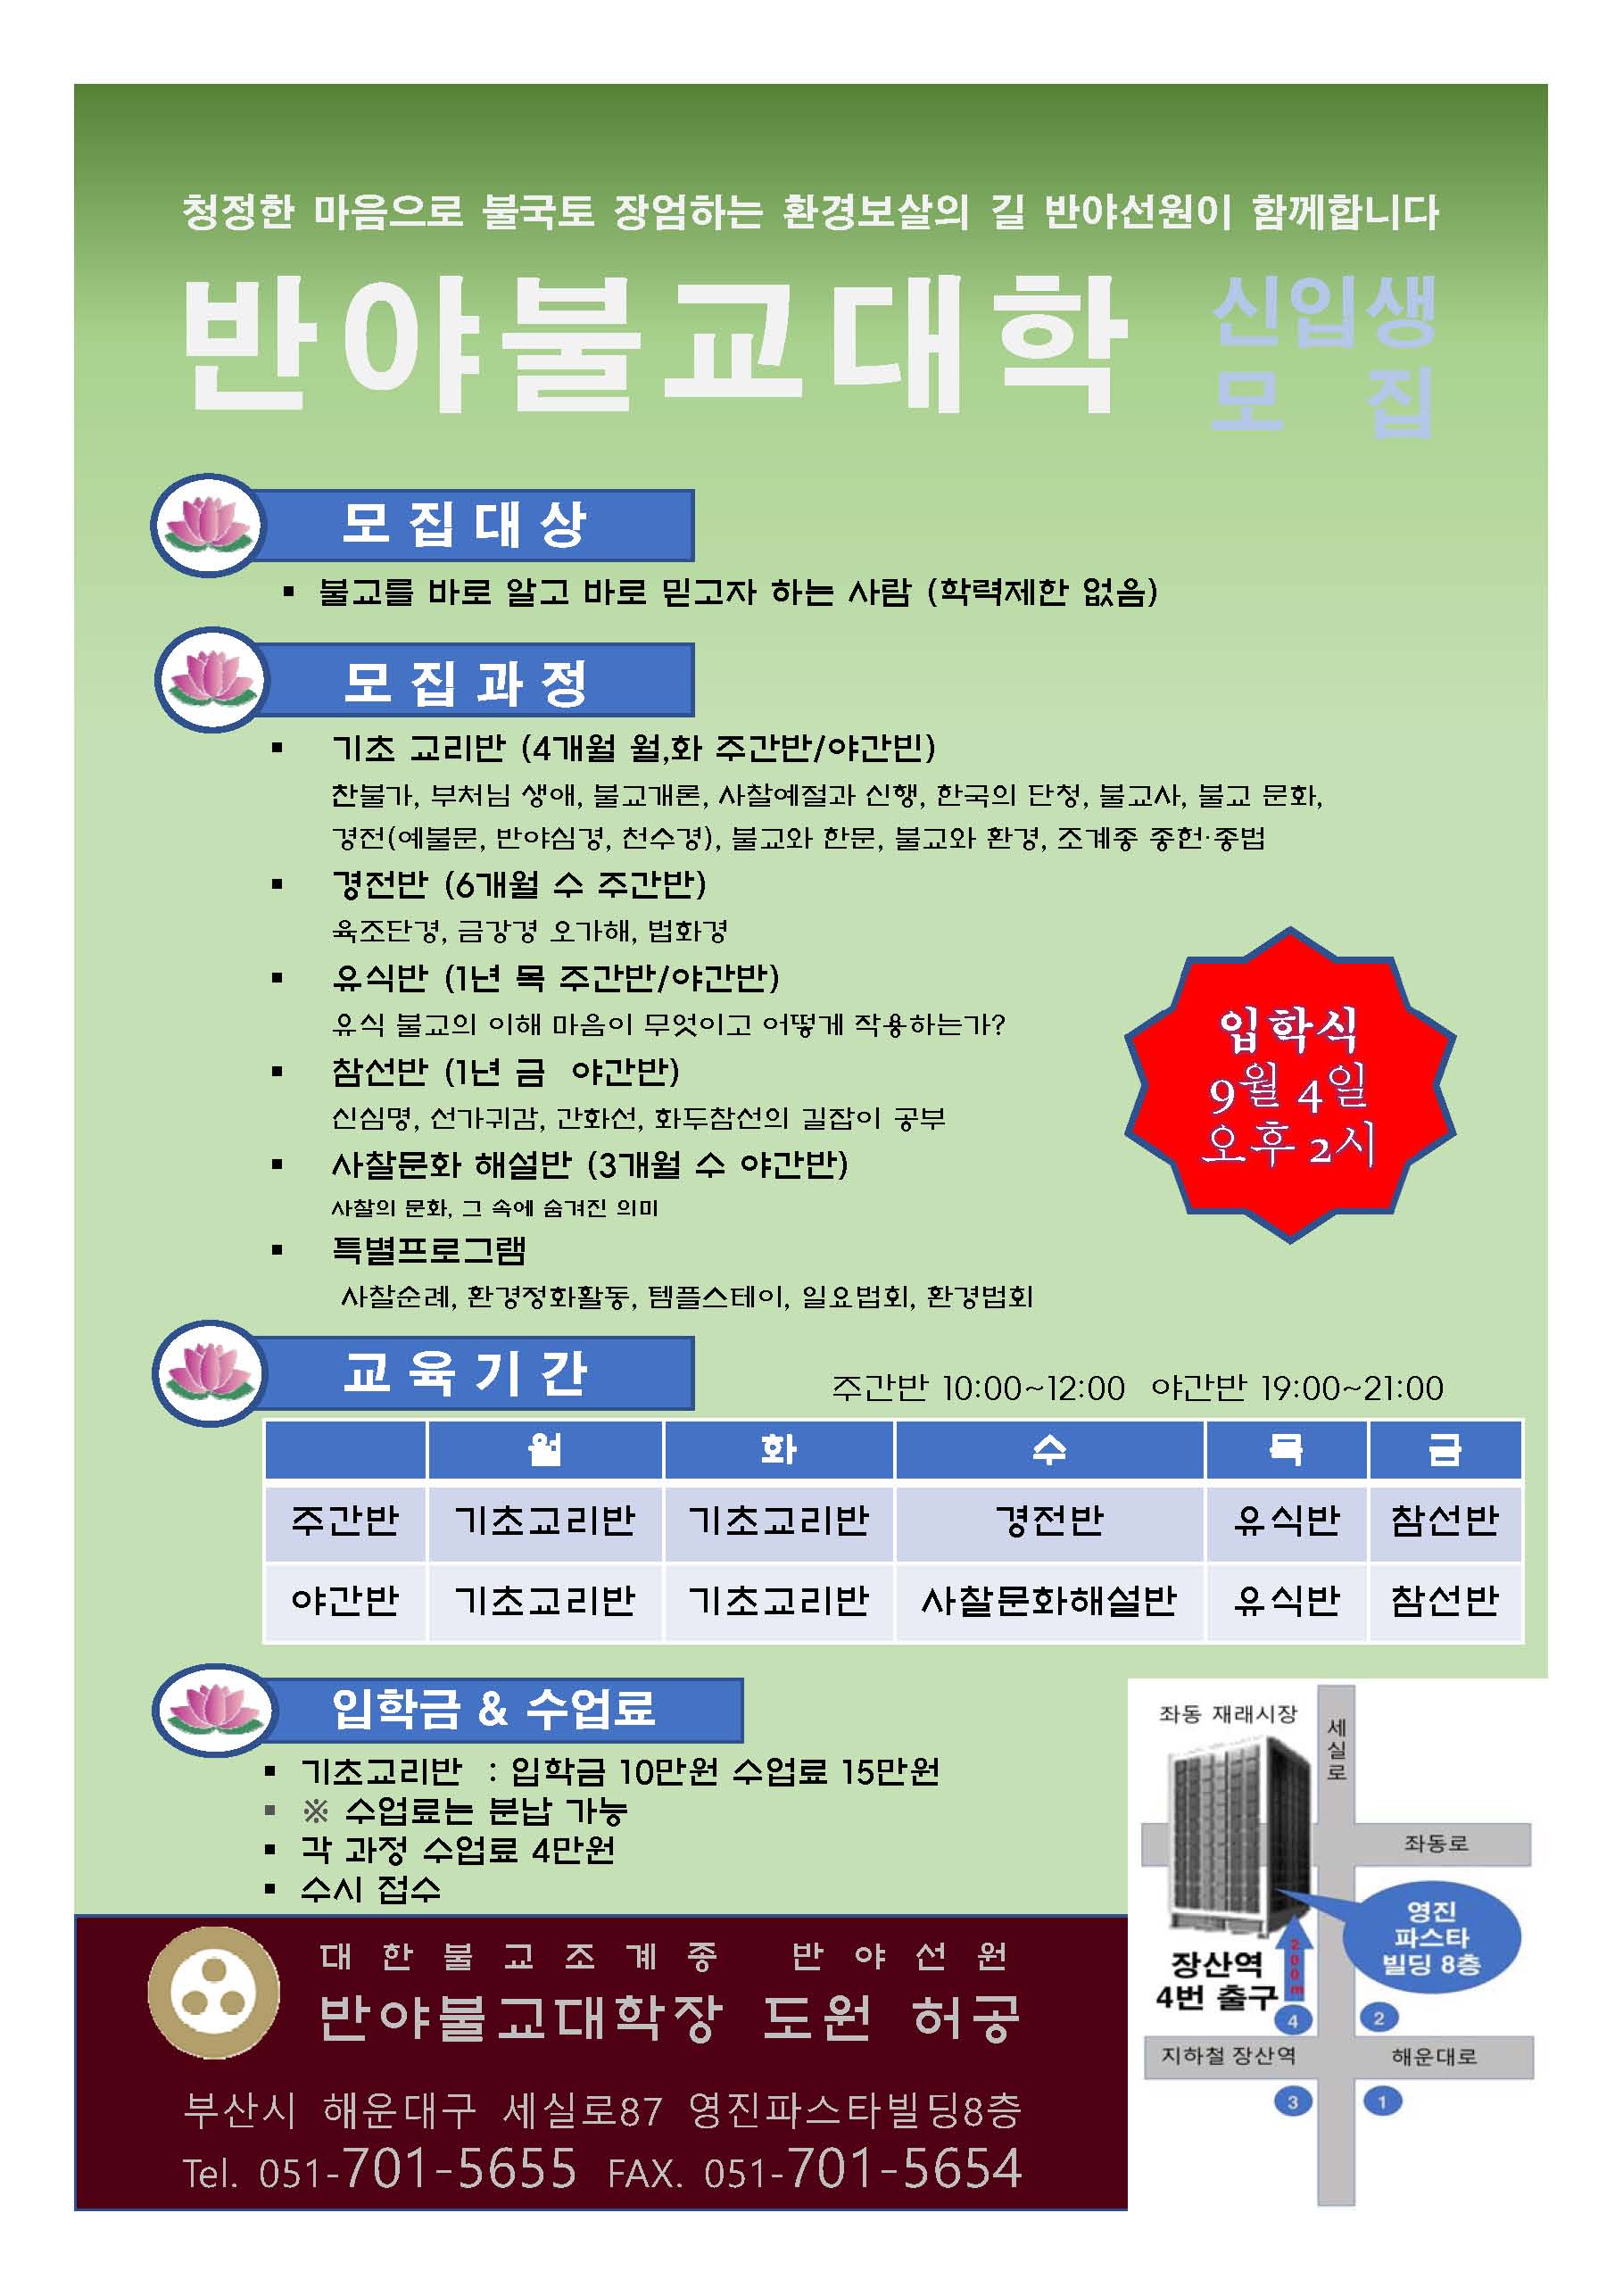 청정한 마음으로 불국토 장엄하는 환경보살의 길 반야선원이 함께합니다
반야불교대학
신입생
모 집
모 집 대 상
▪ 불교를 바로 알고 바로 믿고자 하는 사람 (학력제한 없음)
모 집 과 정
▪ 기초 교리반 (4개월 월,화 주간반/야간빈)
찬불가, 부처님 생애, 불교개론, 사찰예절과 신행, 한국의 단청, 불교사, 불교 문화,
경전(예불문, 반야심경, 천수경), 불교와 한문, 불교와 환경, 조계종 종헌·종법
▪ 경전반 (6개월 수 주간반)
육조단경, 금강경 오가해, 법화경
▪ 유식반 (1년 목 주간반/야간반)
유식 불교의 이해 마음이 무엇이고 어떻게 작용하는가?
▪ 참선반 (1년 금 야간반)
신심명, 선가귀감, 간화선, 화두참선의 길잡이 공부
▪ 사찰문화 해설반 (3개월 수 야간반)
사찰의 문화, 그 속에 숨겨진 의미
▪ 특별프로그램
사찰순례, 환경정화활동, 템플스테이, 일요법회, 환경법회
입학식
9월 4일
오후 2시
교 육 기 간
주간반 10:00~12:00 야간반 19:00~21:00
월 화 수 목 금
주간반 기초교리반 기초교리반 경전반 유식반 참선반
야간반 기초교리반 기초교리반 사찰문화해설반 유식반 참선반
입학금 & 수업료
▪ 기초교리반 : 입학금 10만원 수업료 15만원
▪ ※ 수업료는 분납 가능
▪ 각 과정 수업료 4만원
▪ 수시 접수
대 한 불 교 조 계 종 반 야 선 원
반야불교대학장 도원 허공
부산시 해운대구 세실로87 영진파스타빌딩8층
Tel. 051-701-5655 FAX. 051-701-5654
좌동 재래시장
세실로
좌동로
영진
파스타
빌딩 8층
200m
장산역
4번 출구
4
2
지하철 장산역
해운대로
3
1